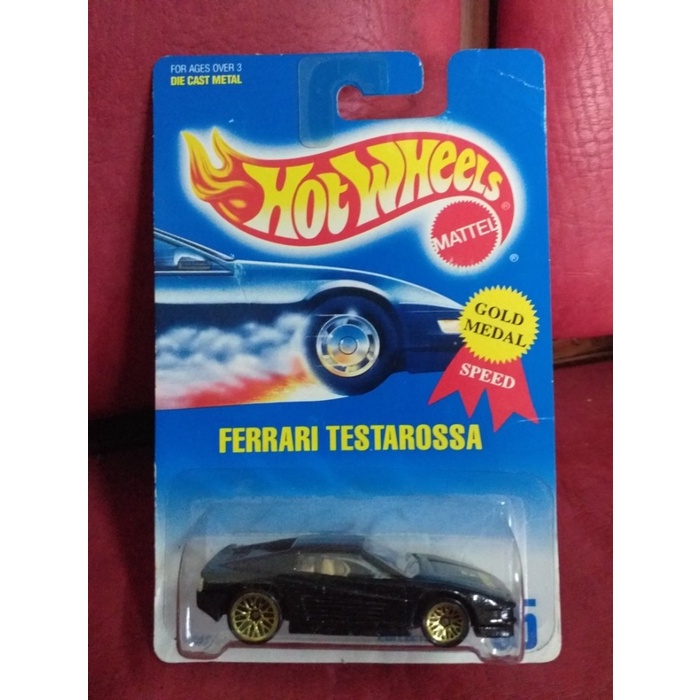 FOR AGES OVER 3
DIE CAST METAL
HOT WHEELS
MATTEL
®
GOLD
MEDAL
SPEED
FERRARI TESTAROSSA